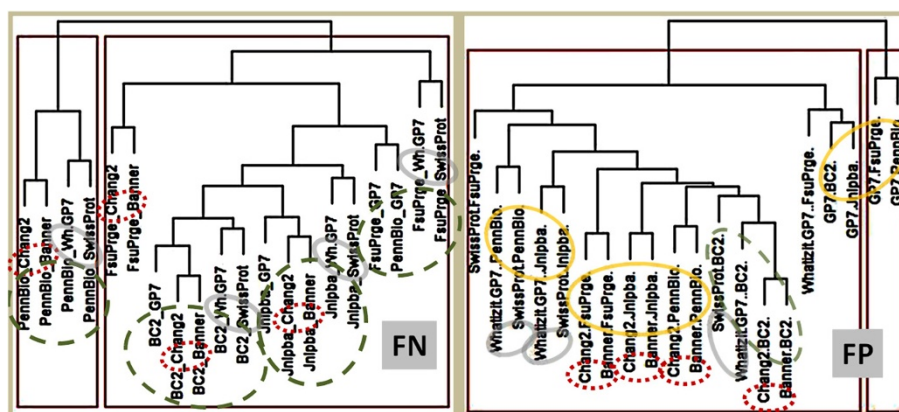 PennBio_Chang2
PennBio_Banner
PennBio_Wh.GP7
PennBio_SwissProt
FsuPrge_Chang2
FsuPrge_Banner
BC2_GP7
BC2_Chang2
BC2_Banner
BC2_Wh.GP7
BC2_SwissProt
Jnlpba_GP7
Jnlpba_Chang2
Jnlpba_Banner
Jnlpba_Wh.GP7
Jnlpba_SwissProt
FsuPrge_GP7
PennBio_GP7
FsuPrge_Wh.GP7
FsuPrge_SwissProt
FN
SwissProt.FsuPrge.
Whatizit.GP7..PennBio.
SwissProt.PennBio.
Whatizit.GP7..Jnlpba.
SwissProt.Jnlpba.
Chang2.FsuPrge.
Banner.FsuPrge.
Chang2.Jnlpba.
Banner.Jnlpba.
Chang2.PennBio.
Banner.PennBio.
SwissProt.BC2.
Whatizit.GP7..BC2.
Chang2.BC2.
Banner.BC2.
Whatizit.GP7..FsuPrge.
GP7.BC2.
GP7.Jnlpba.
GP7.FsuPrge.
GP7.PennBio.
FP